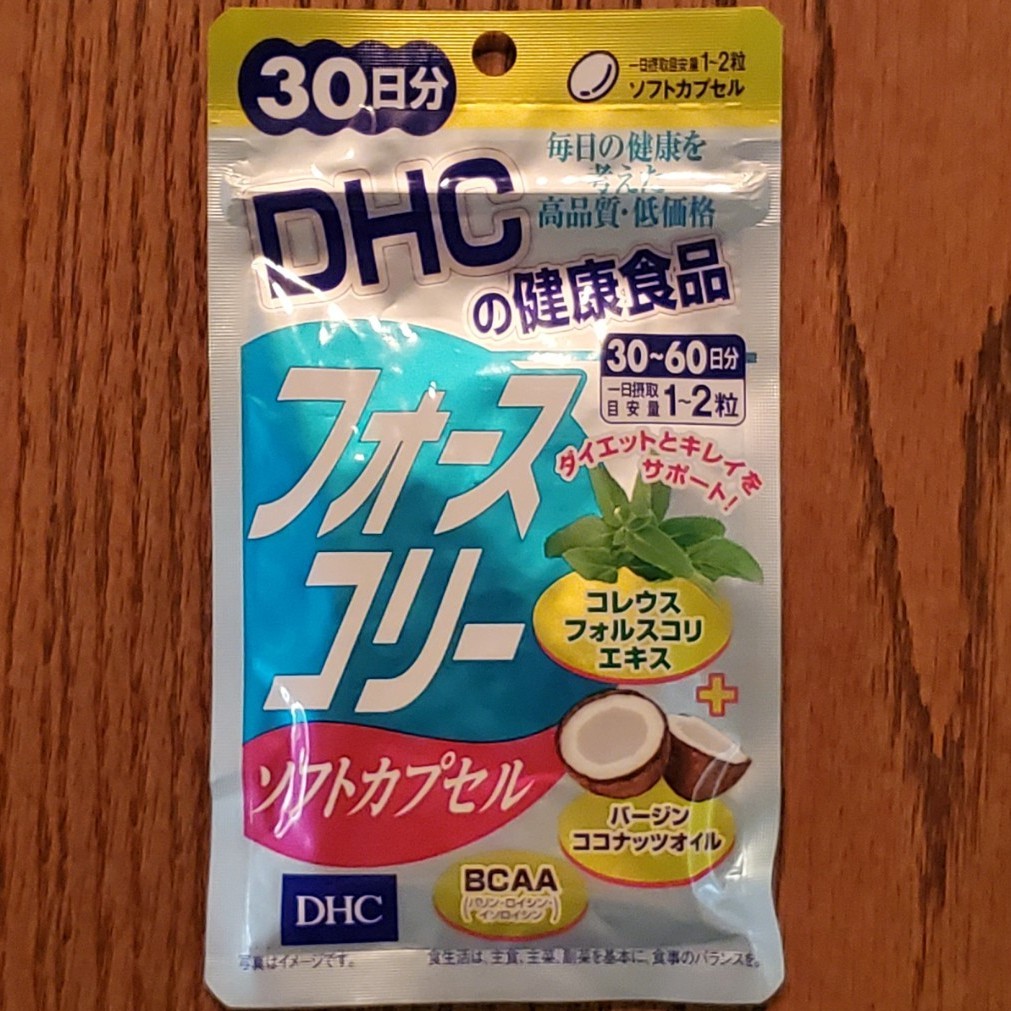 30日分
一日摂取目安量1~2粒
ソフトカプセル
毎日の健康を
考えた
高品質・低価格
DHC
の健康食品
30~60日分
一日摂取
目安量
1~2粒
フォース
コリー
ダイエットとキレイを
サポート!
コレウス
フォルスコリ
エキス
+
バージン
ココナッツオイル
ソフトカプセル
BCAA
(バリン・ロイシン・
イソロイシン)
DHC
写真はイメージです。
食生活は、主食、主菜、副菜を基本に、食事のバランスを。